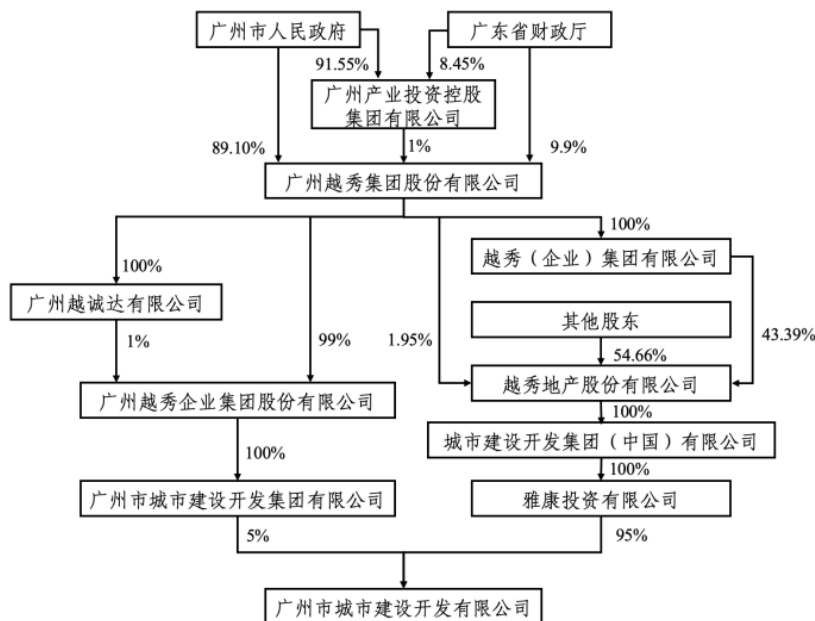 广州市人民政府
广东省财政厅
91.55%
8.45%
广州产业投资控股
集团有限公司
89.10%
1%
9.9%
广州越秀集团股份有限公司
100%
100%
越秀（企业）集团有限公司
广州越诚达有限公司
其他股东
1%
99%
1.95%
54.66%
43.39%
越秀地产股份有限公司
广州越秀企业集团股份有限公司
100%
城市建设开发集团（中国）有限公司
100%
100%
广州市城市建设开发集团有限公司
雅康投资有限公司
5%
95%
广州市城市建设开发有限公司